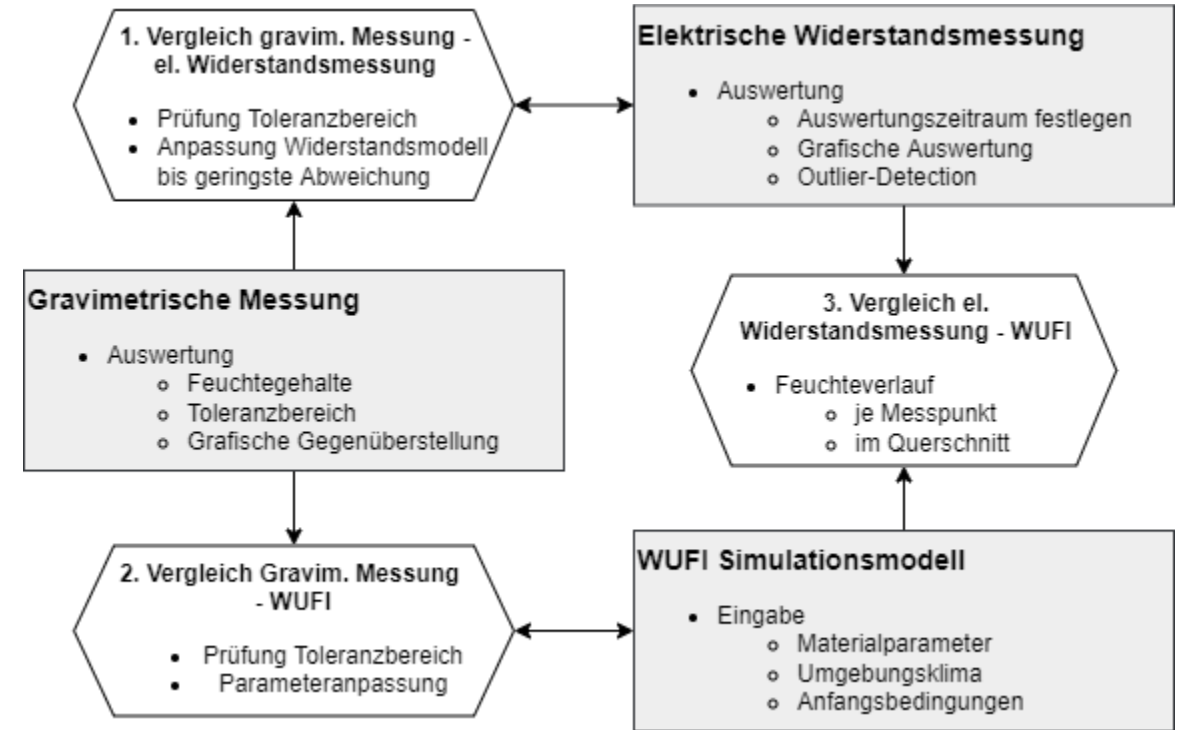 1. Vergleich gravim. Messung -
el. Widerstandsmessung
• Prüfung Toleranzbereich
• Anpassung Widerstandsmodell
bis geringste Abweichung
Elektrische Widerstandsmessung
• Auswertung
o Auswertungszeitraum festlegen
o Grafische Auswertung
o Outlier-Detection
Gravimetrische Messung
• Auswertung
o Feuchtegehalte
o Toleranzbereich
o Grafische Gegenüberstellung
3. Vergleich el.
Widerstandsmessung - WUFI
• Feuchteverlauf
o je Messpunkt
o im Querschnitt
2. Vergleich Gravim. Messung
- WUFI
• Prüfung Toleranzbereich
• Parameteranpassung
WUFI Simulationsmodell
• Eingabe
o Materialparameter
o Umgebungsklima
o Anfangsbedingungen